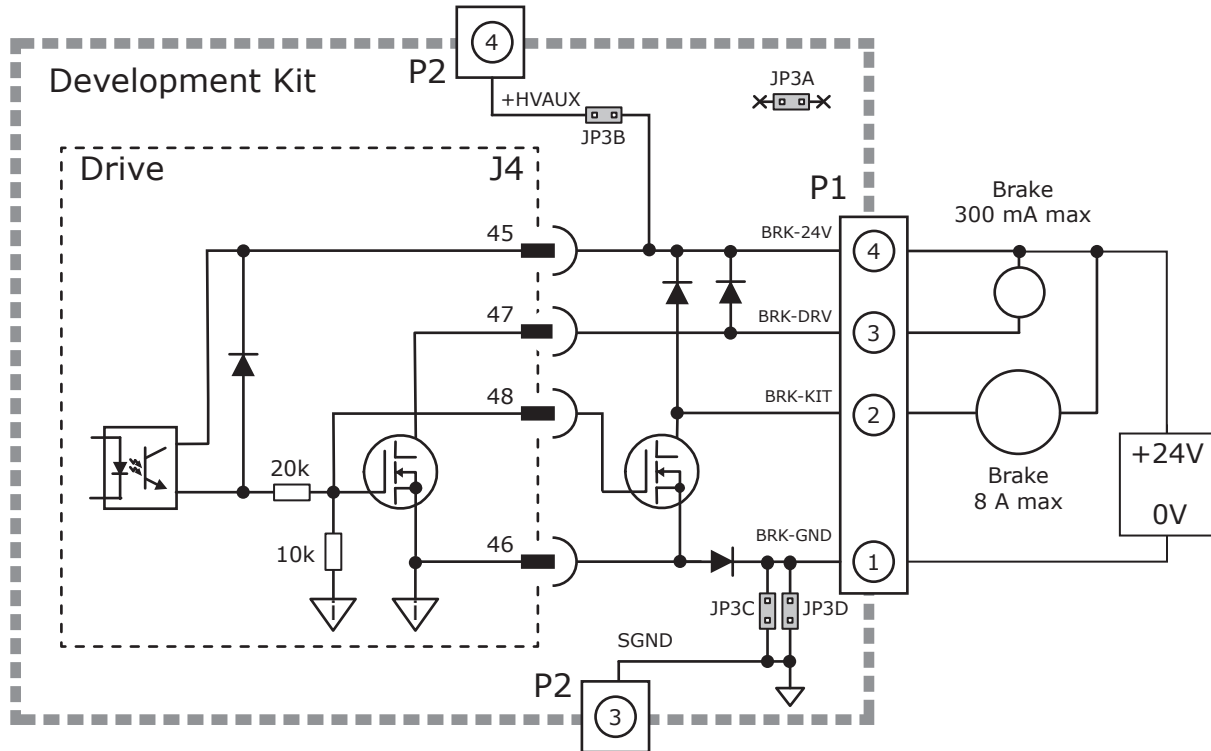 4
P2
Development Kit
JP3A
+HVAUX
JP3B
Drive
J4
P1
Brake
300 mA max
45
BRK-24V
4
47
BRK-DRV
3
48
BRK-KIT
2
20k
+24V
Brake
8 A max
0V
10k
46
BRK-GND
1
JP3C
JP3D
SGND
P2
3